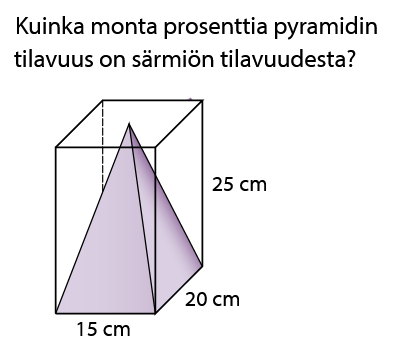 Kuinka monta prosenttia pyramidin
tilavuus on särmiön tilavuudesta?
25 cm
20 cm
15 cm